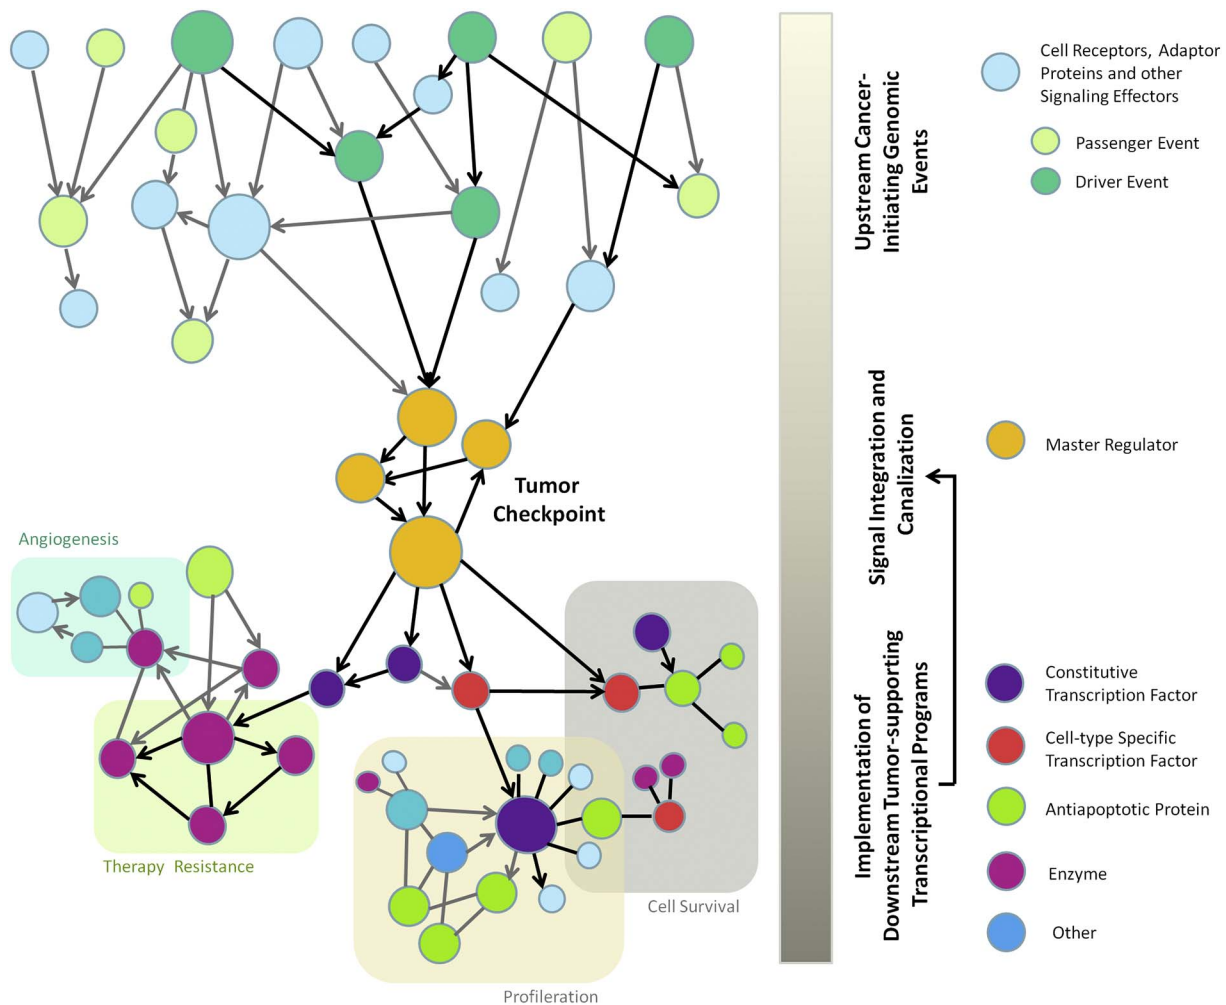 Upstream Cancer-
Initiating Genomic
Events
Cell Receptors, Adaptor
Proteins and other
Signaling Effectors
Passenger Event
Driver Event
Signal Integration and
Canalization
Master Regulator
Tumor
Checkpoint
Angiogenesis
Therapy Resistance
Cell Survival
Profileration
Implementation of
Downstream Tumor-supporting
Transcriptional Programs
Constitutive
Transcription Factor
Cell-type Specific
Transcription Factor
Antiapoptotic Protein
Enzyme
Other